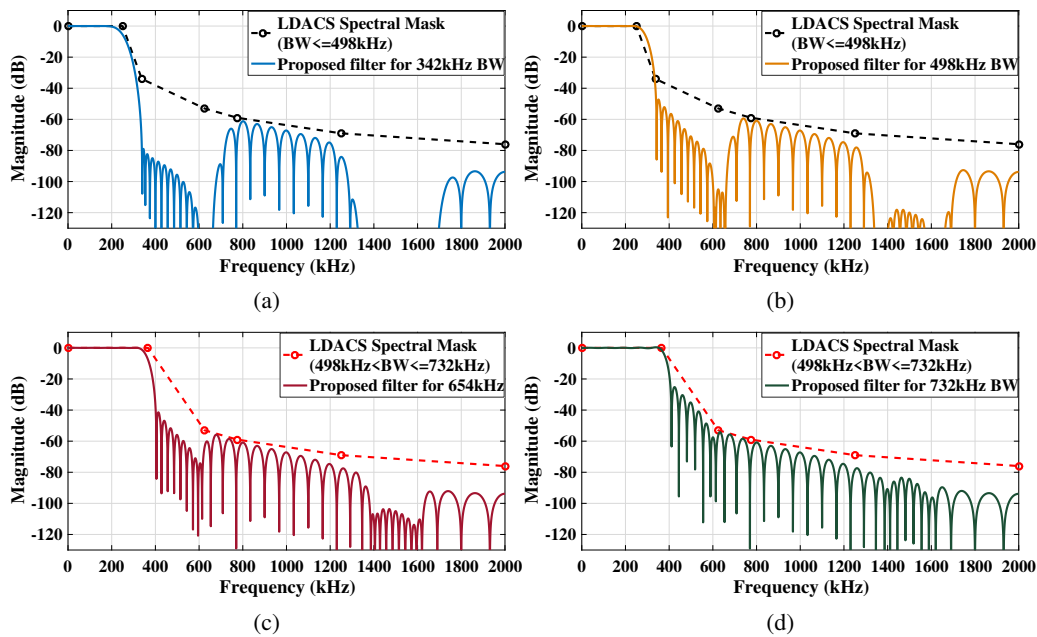 LDACS Spectral Mask
(BW<=498kHz)
Proposed filter for 342kHz BW
Magnitude (dB)
0
-20
-40
-60
-80
-100
-120
0 200 400 600 800 1000 1200 1400 1600 1800 2000
Frequency (kHz)
(a)
LDACS Spectral Mask
(BW<=498kHz)
Proposed filter for 498kHz BW
Magnitude (dB)
0
-20
-40
-60
-80
-100
-120
0 200 400 600 800 1000 1200 1400 1600 1800 2000
Frequency (kHz)
(b)
LDACS Spectral Mask
(498kHz<BW<=732kHz)
Proposed filter for 654kHz
Magnitude (dB)
0
-20
-40
-60
-80
-100
-120
0 200 400 600 800 1000 1200 1400 1600 1800 2000
Frequency (kHz)
(c)
LDACS Spectral Mask
(498kHz<BW<=732kHz)
Proposed filter for 732kHz BW
Magnitude (dB)
0
-20
-40
-60
-80
-100
-120
0 200 400 600 800 1000 1200 1400 1600 1800 2000
Frequency (kHz)
(d)